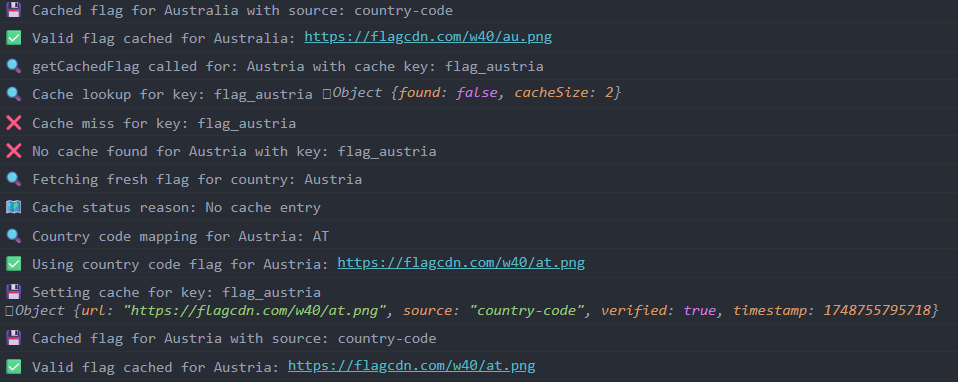 Cached flag for Australia with source: country-code
Valid flag cached for Australia: https://flagcdn.com/w40/au.png
getCachedFlag called for: Austria with cache key: flag_austria
Cache lookup for key: flag_austria Object {found: false, cacheSize: 2}
Cache miss for key: flag_austria
No cache found for Austria with key: flag_austria
Fetching fresh flag for country: Austria
Cache status reason: No cache entry
Country code mapping for Austria: AT
Using country code flag for Austria: https://flagcdn.com/w40/at.png
Setting cache for key: flag_austria
Object {url: "https://flagcdn.com/w40/at.png", source: "country-code", verified: true, timestamp: 1748755795718}
Cached flag for Austria with source: country-code
Valid flag cached for Austria: https://flagcdn.com/w40/at.png